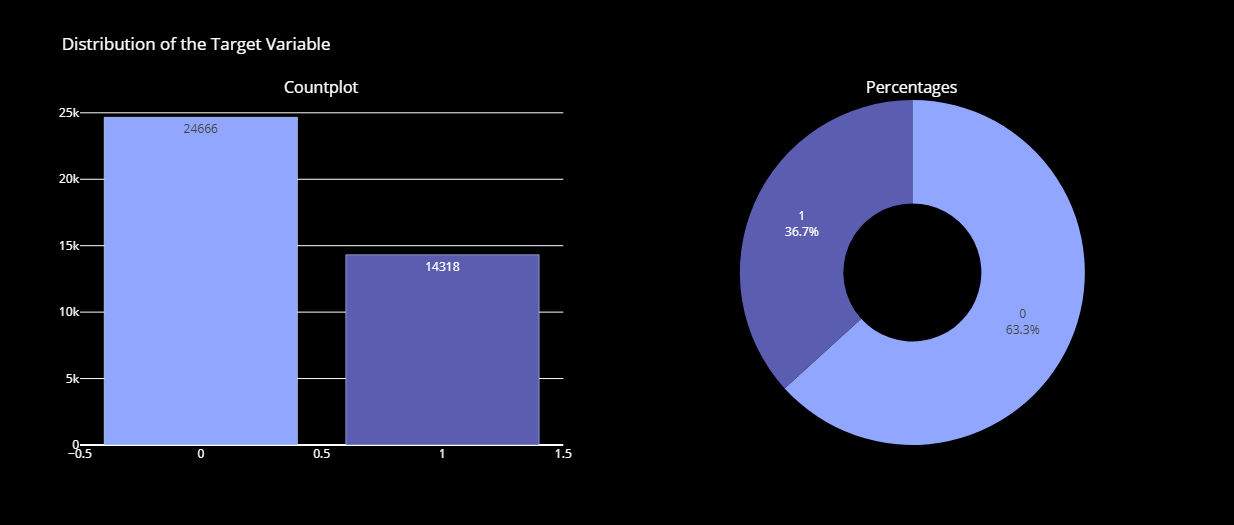 Distribution of the Target Variable
Countplot
25k
20k
15k
10k
5k
0
24666
14318
−0.5
0
0.5
1
1.5
Percentages
1
36.7%
0
63.3%